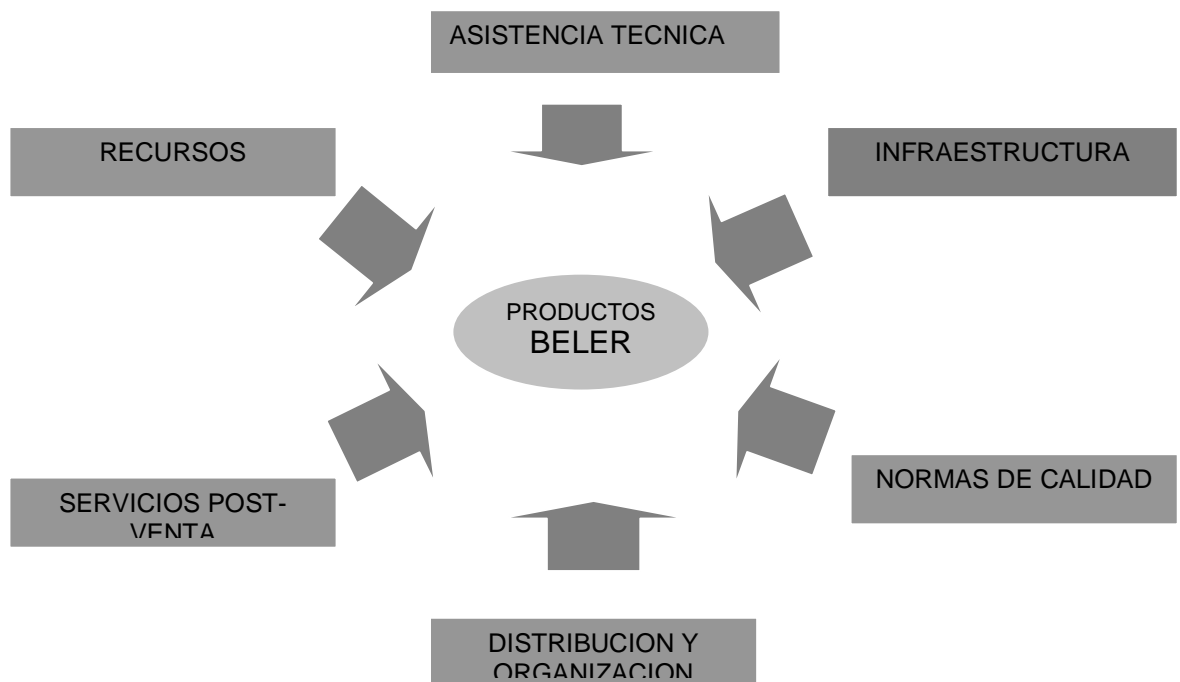 ASISTENCIA TECNICA
RECURSOS
INFRAESTRUCTURA
PRODUCTOS
BELER
NORMAS DE CALIDAD
SERVICIOS POST-
VENTA
DISTRIBUCION Y
ORGANIZACION